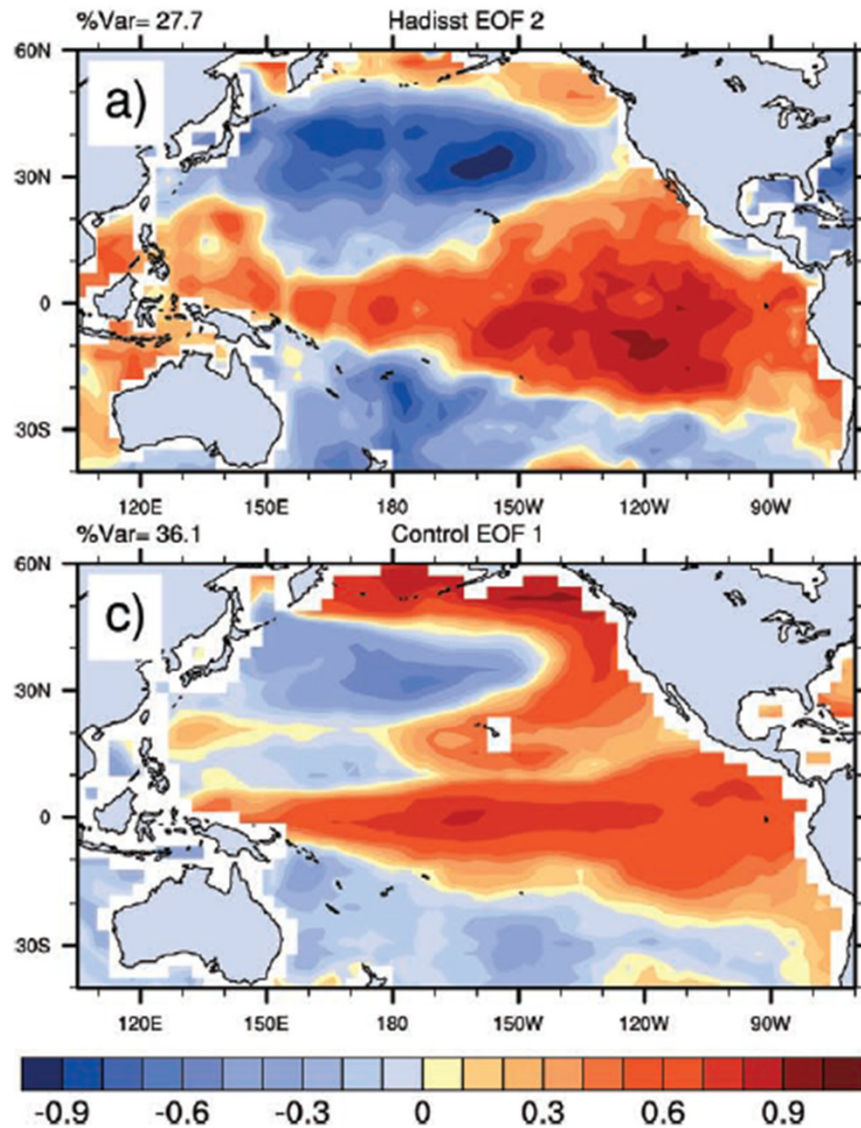 %Var= 27.7 Hadisst EOF 2
60N
a)
30N
0
30S
120E 150E 180 150W 120W 90W
%Var= 36.1 Control EOF 1
60N
c)
30N
0
30S
120E 150E 180 150W 120W 90W
-0.9 -0.6 -0.3 0 0.3 0.6 0.9